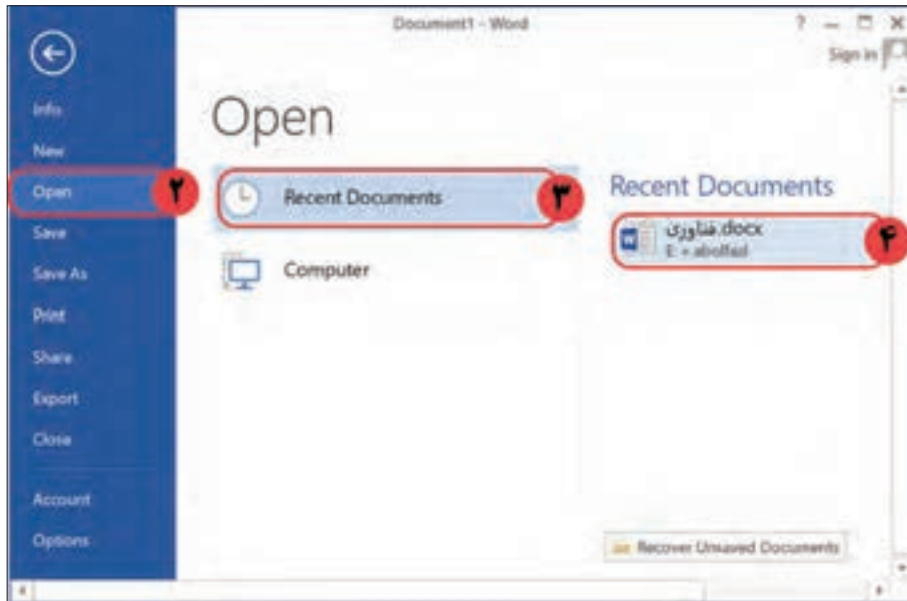 Document1 - Word
? – □ ×
Sign in
Info
New
Open
Save
Save As
Print
Share
Export
Close
Account
Options
۲
Open
Recent Documents
۳
Computer
Recent Documents
فناوری.docx
۴
Recover Unsaved Documents